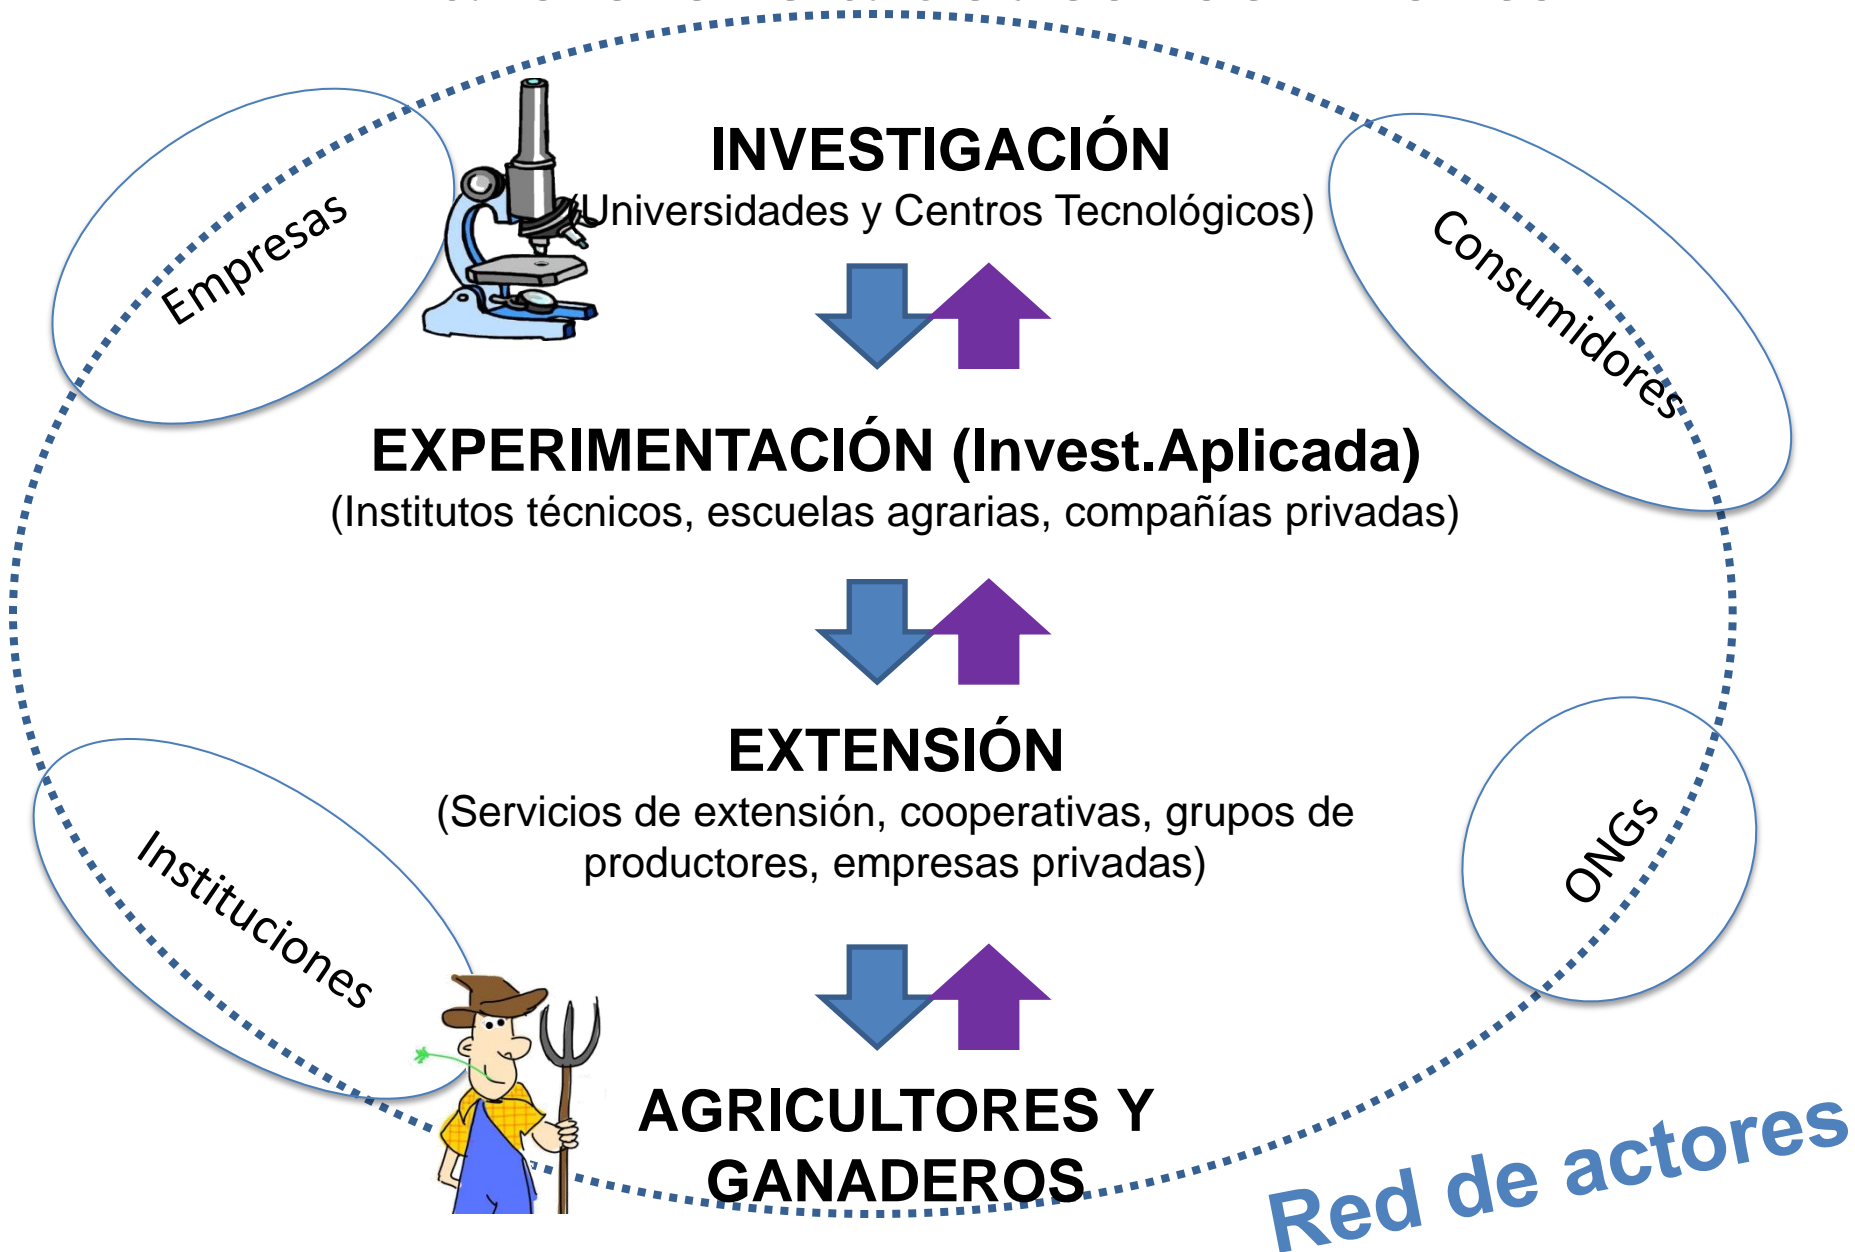 INVESTIGACIÓN
(Universidades y Centros Tecnológicos)
Empresas
Consumidores
EXPERIMENTACIÓN (Invest.Aplicada)
(Institutos técnicos, escuelas agrarias, compañías privadas)
EXTENSIÓN
(Servicios de extensión, cooperativas, grupos de
productores, empresas privadas)
Instituciones
ONGs
AGRICULTORES Y
GANADEROS
Red de actores